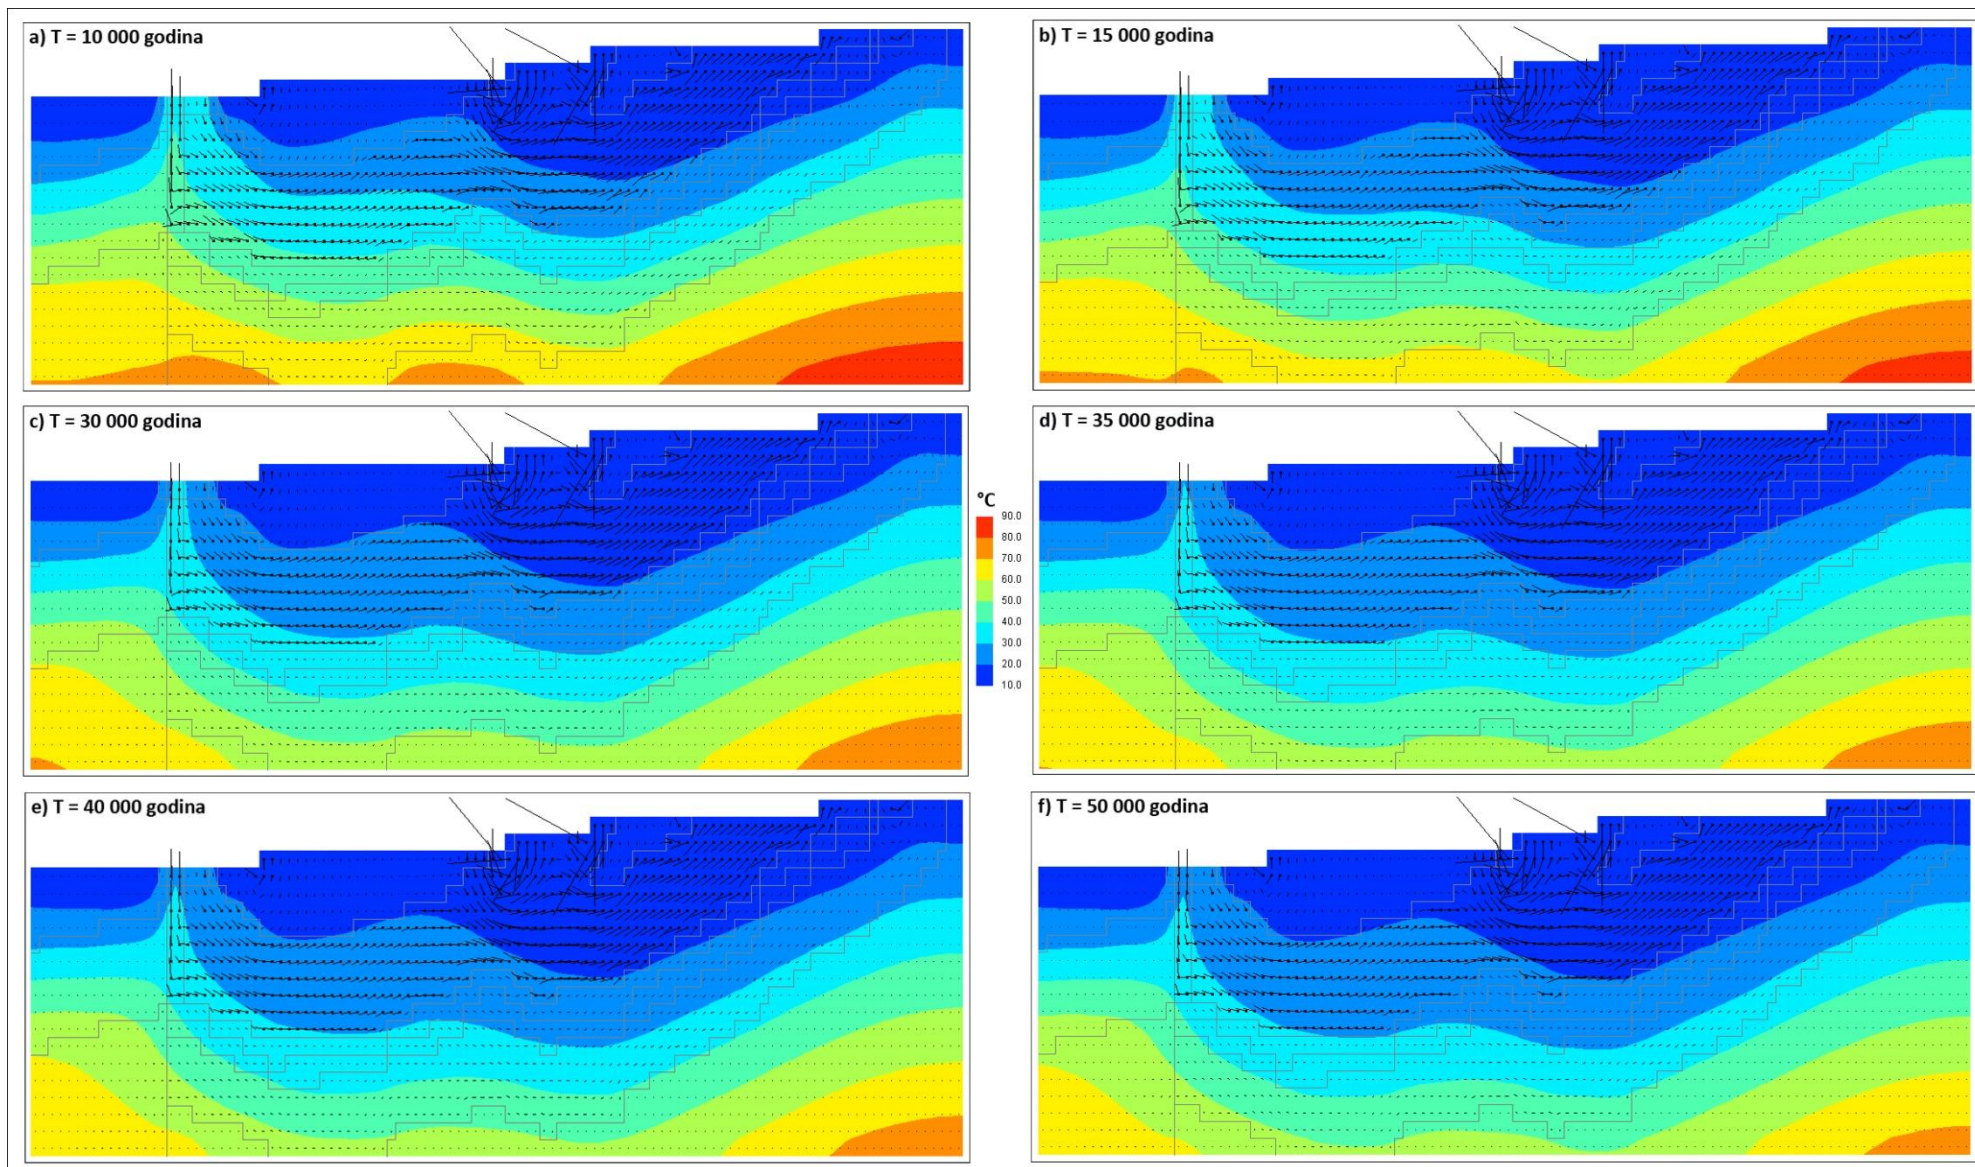 a) T = 10 000 godina
b) T = 15 000 godina
c) T = 30 000 godina
d) T = 35 000 godina
°C
90.0
80.0
70.0
60.0
50.0
40.0
30.0
20.0
10.0
e) T = 40 000 godina
f) T = 50 000 godina